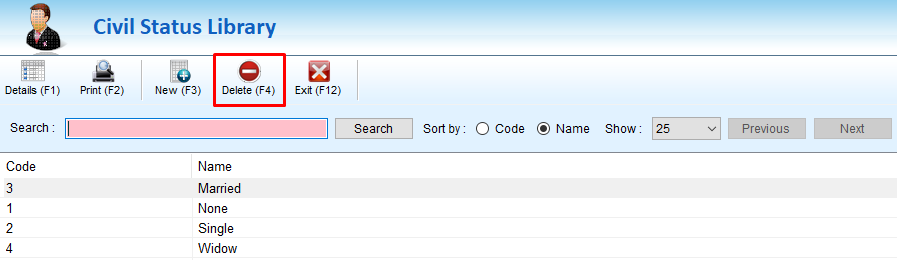 Civil Status Library
Details (F1) Print (F2) New (F3) Delete (F4) Exit (F12)
Search : Search Sort by : Code Name Show : 25 Previous Next
Code Name
3 Married
1 None
2 Single
4 Widow